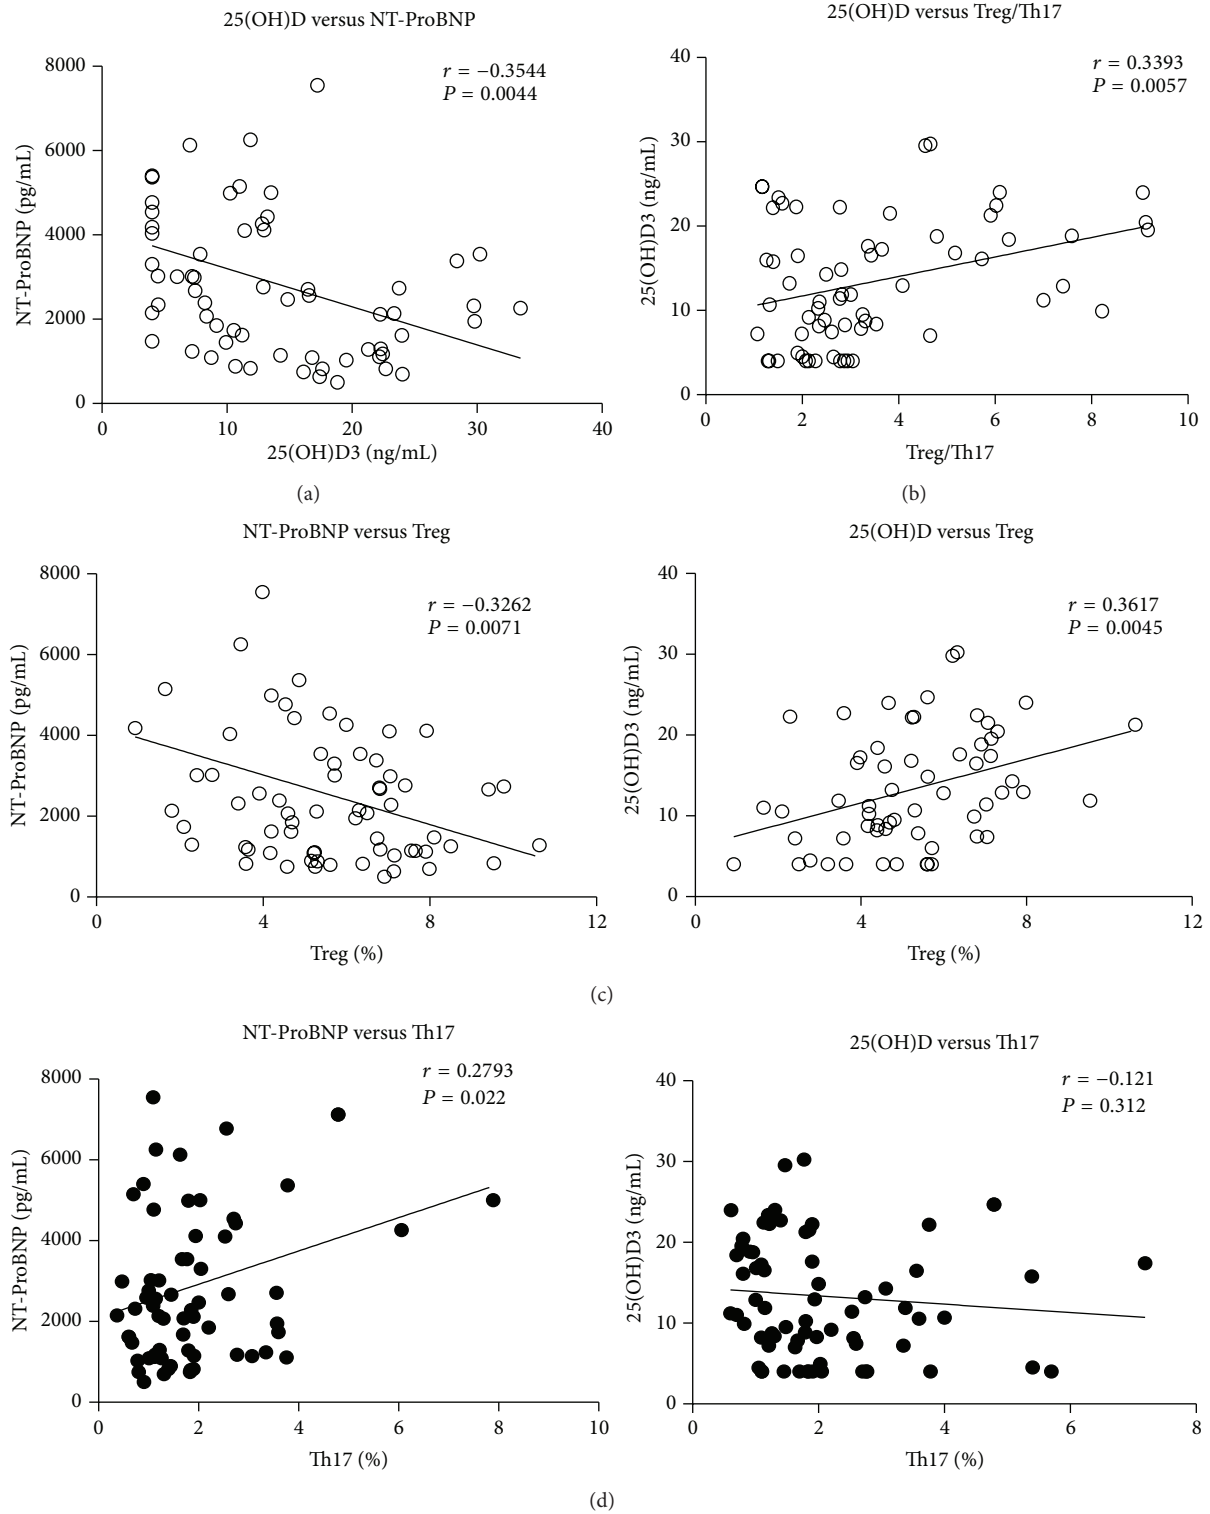 25(OH)D versus NT-ProBNP
r = −0.3544
P = 0.0044
NT-ProBNP (pg/mL)
8000
6000
4000
2000
0
0 10 20 30 40
25(OH)D3 (ng/mL)
(a)
25(OH)D versus Treg/Th17
r = 0.3393
P = 0.0057
25(OH)D3 (ng/mL)
40
30
20
10
0
0 2 4 6 8 10
Treg/Th17
(b)
NT-ProBNP versus Treg
r = −0.3262
P = 0.0071
NT-ProBNP (pg/mL)
8000
6000
4000
2000
0
0 4 8 12
Treg (%)
25(OH)D versus Treg
r = 0.3617
P = 0.0045
25(OH)D3 (ng/mL)
40
30
20
10
0
0 4 8 12
Treg (%)
(c)
NT-ProBNP versus Th17
r = 0.2793
P = 0.022
NT-ProBNP (pg/mL)
8000
6000
4000
2000
0
0 2 4 6 8 10
Th17 (%)
25(OH)D versus Th17
r = −0.121
P = 0.312
25(OH)D3 (ng/mL)
40
30
20
10
0
0 2 4 6 8
Th17 (%)
(d)